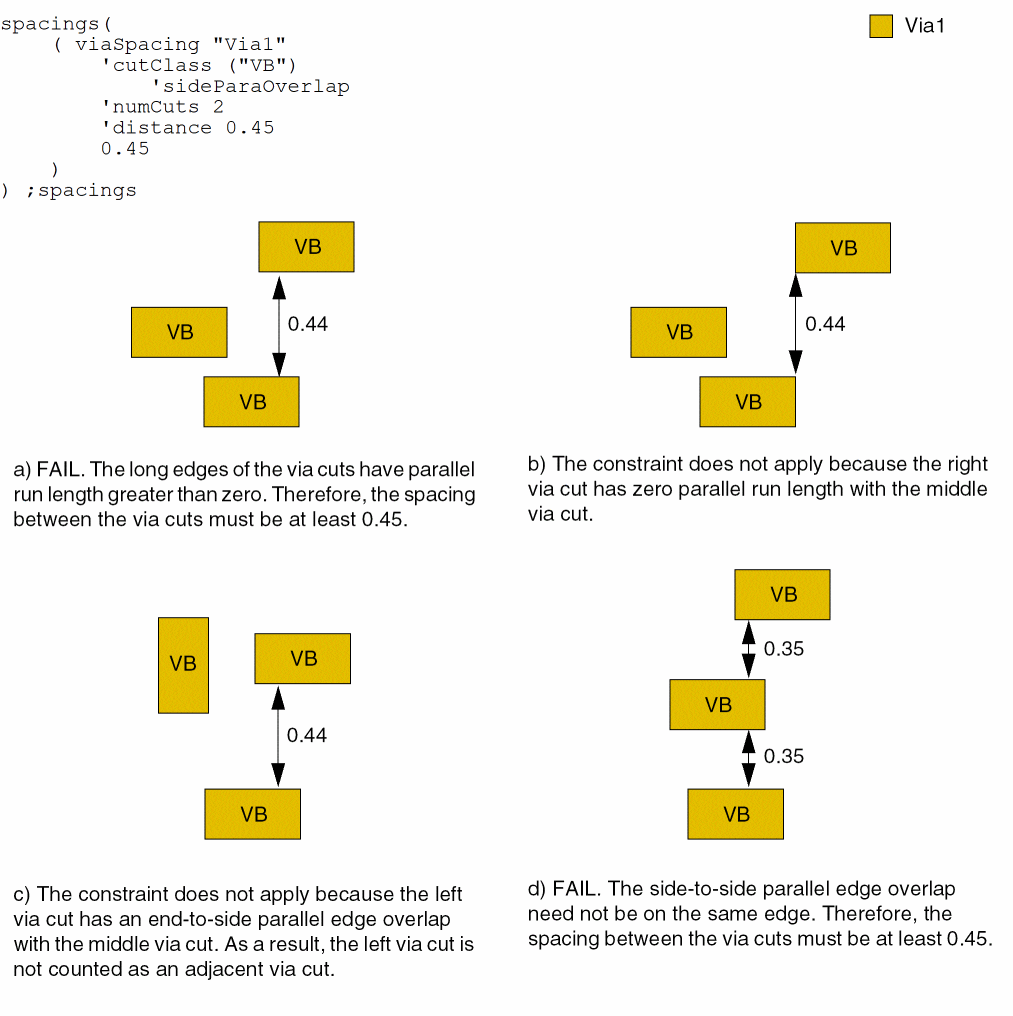 spacings(
    ( viaSpacing "Via1"
        'cutClass ("VB")
            'sideParaOverlap
        'numCuts 2
        'distance 0.45
        0.45
    )
) ;spacings
Via1
VB
0.44
VB
VB
a) FAIL. The long edges of the via cuts have parallel
run length greater than zero. Therefore, the spacing
between the via cuts must be at least 0.45.
VB
0.44
VB
VB
b) The constraint does not apply because the right
via cut has zero parallel run length with the middle
via cut.
VB
VB
0.44
VB
c) The constraint does not apply because the left
via cut has an end-to-side parallel edge overlap
with the middle via cut. As a result, the left via cut is
not counted as an adjacent via cut.
VB
0.35
VB
0.35
VB
d) FAIL. The side-to-side parallel edge overlap
need not be on the same edge. Therefore, the
spacing between the via cuts must be at least 0.45.